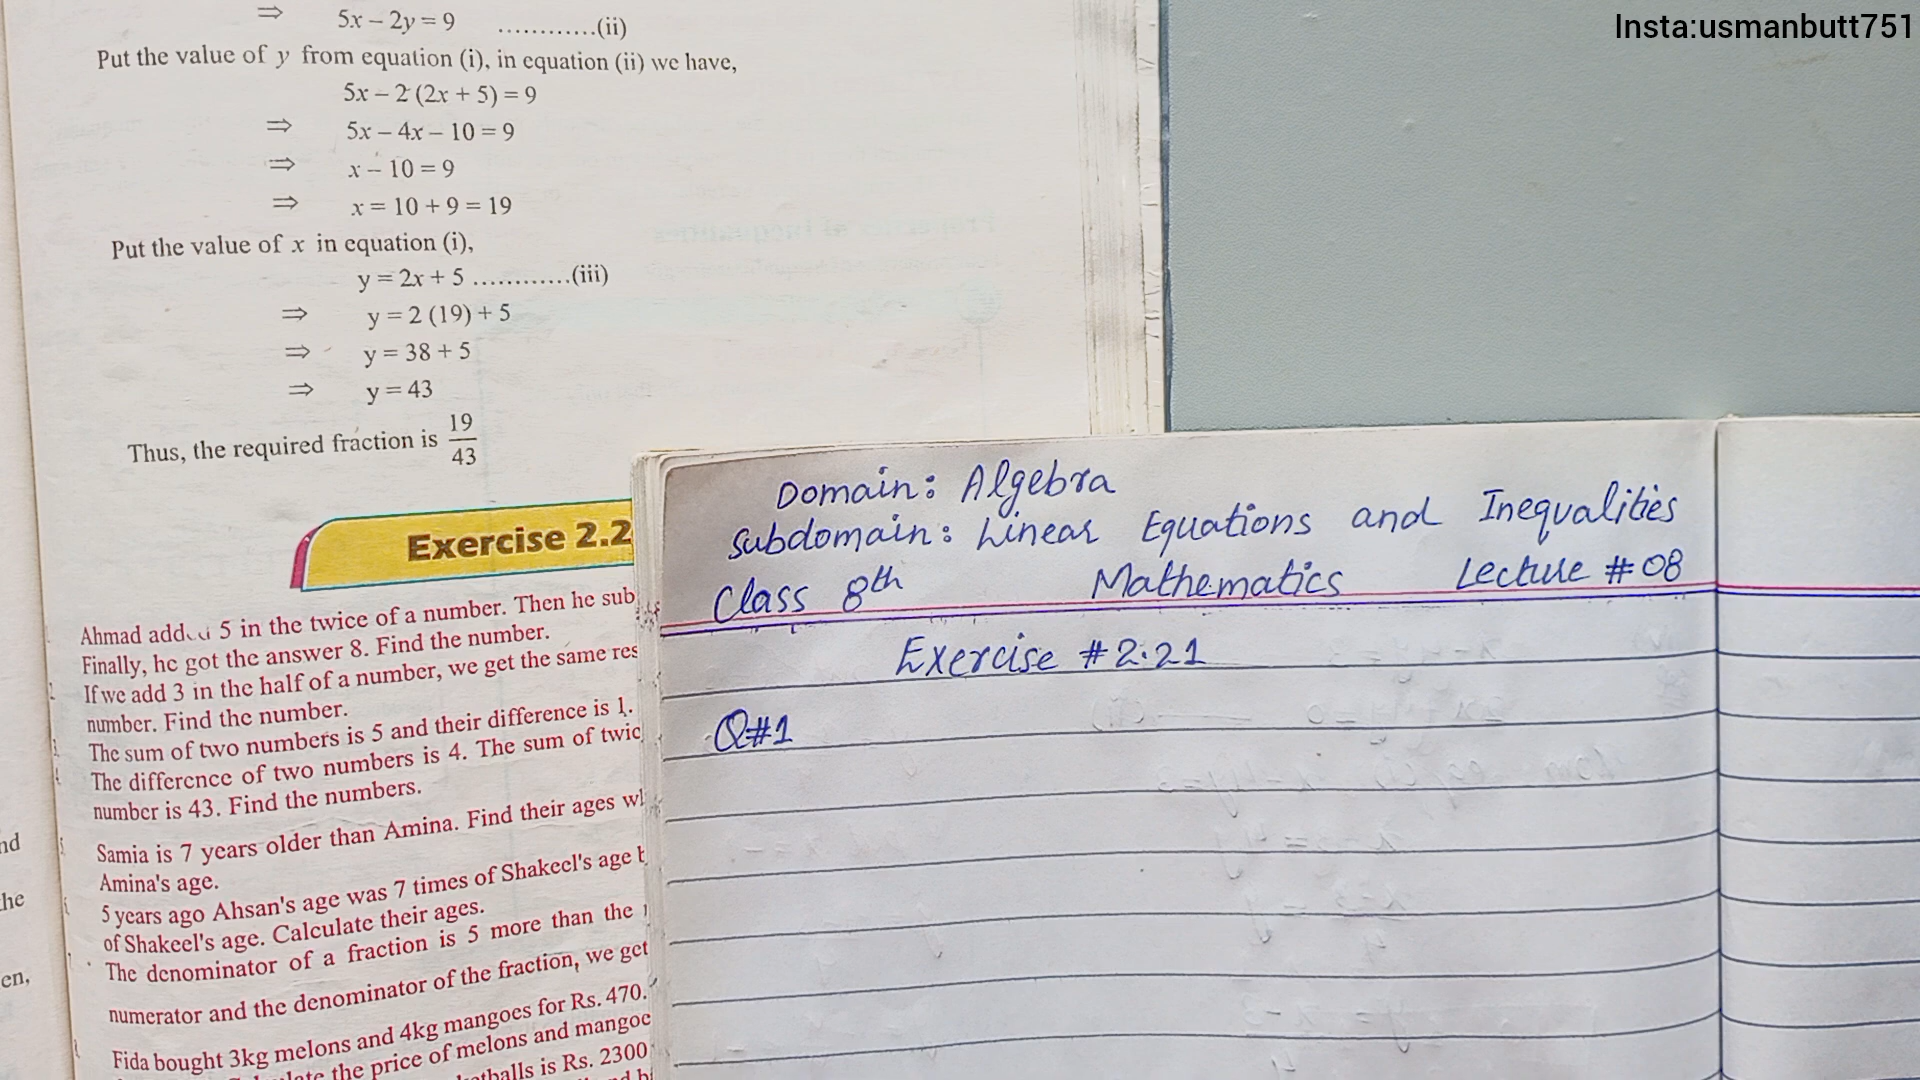 Insta:usmanbutt751
⇒ 5x – 2y = 9 ............(ii)
Put the value of y from equation (i), in equation (ii) we have,
5x – 2 (2x + 5) = 9
⇒ 5x – 4x – 10 = 9
⇒ x – 10 = 9
⇒ x = 10 + 9 = 19
Put the value of x in equation (i),
y = 2x + 5 ............(iii)
⇒ y = 2 (19) + 5
⇒ y = 38 + 5
⇒ y = 43
Thus, the required fraction is 19/43
Exercise 2.2
Ahmad added 5 in the twice of a number. Then he sub
Finally, he got the answer 8. Find the number.
If we add 3 in the half of a number, we get the same res
number. Find the number.
The sum of two numbers is 5 and their difference is 1.
The difference of two numbers is 4. The sum of twic
number is 43. Find the numbers.
Samia is 7 years older than Amina. Find their ages wh
Amina's age.
5 years ago Ahsan's age was 7 times of Shakeel's age b
of Shakeel's age. Calculate their ages.
The denominator of a fraction is 5 more than the
numerator and the denominator of the fraction, we get
Fida bought 3kg melons and 4kg mangoes for Rs. 470.
the price of melons and mangoe
is Rs. 2300
nd
the
en,
Domain: Algebra
Subdomain: Linear Equations and Inequalities
Class 8th Mathematics Lecture #08
Exercise #2.21
Q#1